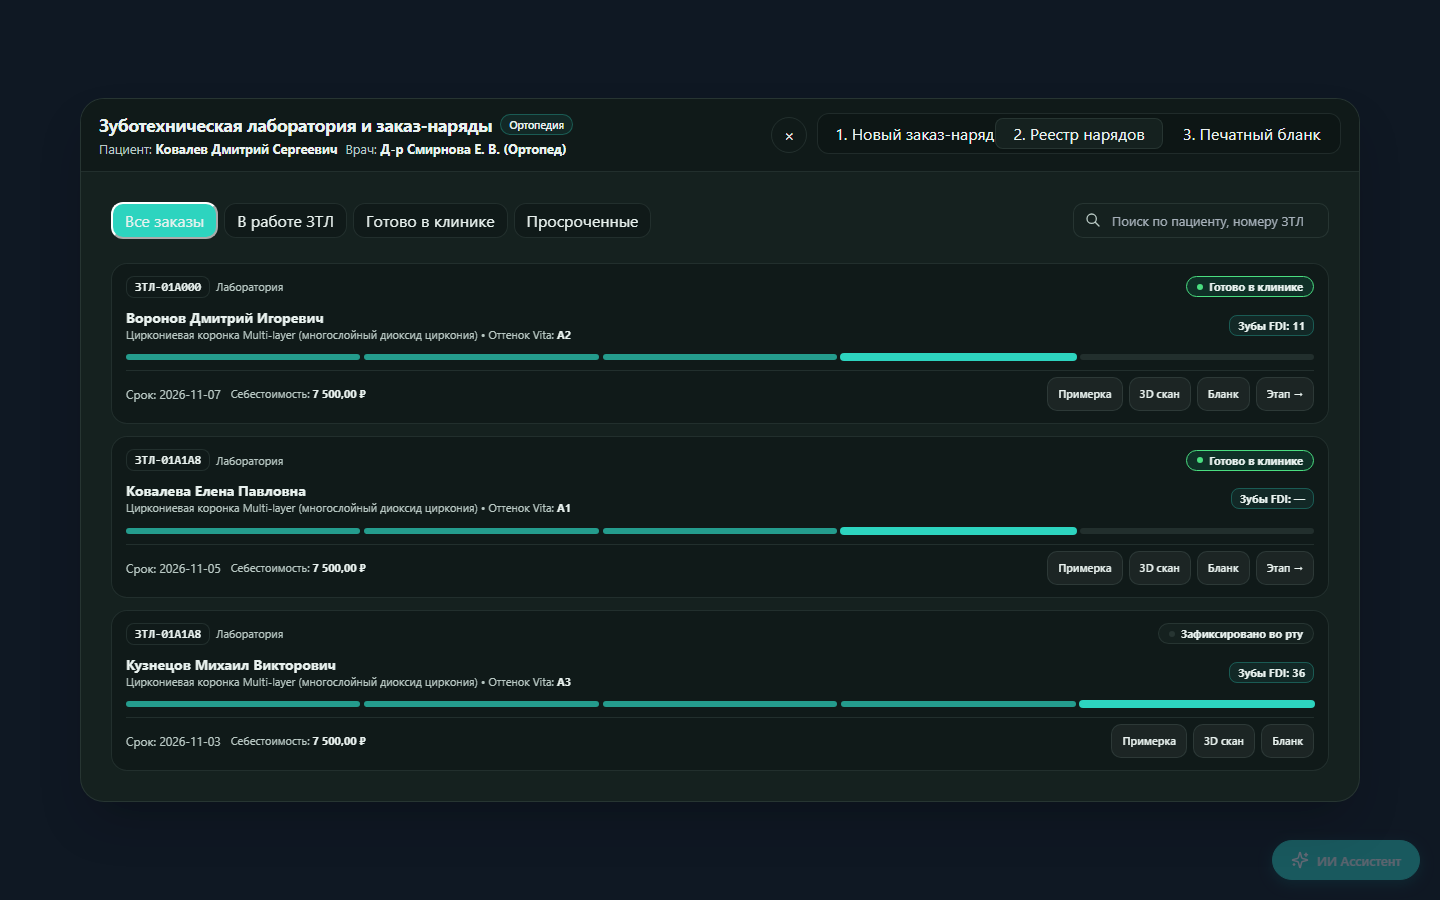 Зуботехническая лаборатория и заказ-наряды Ортопедия
Пациент: Ковалев Дмитрий Сергеевич Врач: Д-р Смирнова Е. В. (Ортопед)
× 1. Новый заказ-наряд 2. Реестр нарядов 3. Печатный бланк
Все заказы В работе ЗТЛ Готово в клинике Просроченные Поиск по пациенту, номеру ЗТЛ
ЗТЛ-01A000 Лаборатория Готово в клинике
Воронов Дмитрий Игоревич
Зубы FDI: 11
Циркониевая коронка Multi-layer (многослойный диоксид циркония) • Оттенок Vita: A2
Срок: 2026-11-07 Себестоимость: 7 500,00 ₽ Примерка 3D скан Бланк Этап →
ЗТЛ-01A1A8 Лаборатория Готово в клинике
Ковалева Елена Павловна
Зубы FDI: —
Циркониевая коронка Multi-layer (многослойный диоксид циркония) • Оттенок Vita: A1
Срок: 2026-11-05 Себестоимость: 7 500,00 ₽ Примерка 3D скан Бланк Этап →
ЗТЛ-01A1A8 Лаборатория Зафиксировано во рту
Кузнецов Михаил Викторович
Зубы FDI: 36
Циркониевая коронка Multi-layer (многослойный диоксид циркония) • Оттенок Vita: A3
Срок: 2026-11-03 Себестоимость: 7 500,00 ₽ Примерка 3D скан Бланк
ИИ Ассистент